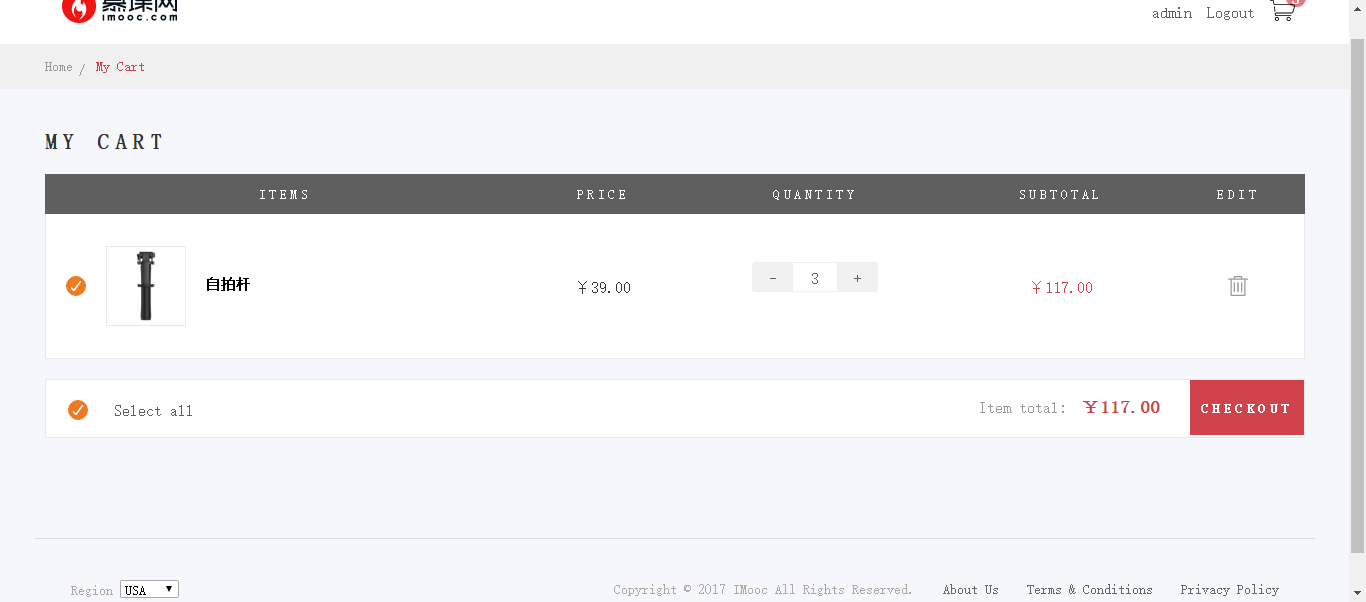 imooc.com
admin Logout
Home / My Cart
MY CART
ITEMS PRICE QUANTITY SUBTOTAL EDIT
自拍杆 ￥39.00 - 3 + ￥117.00
Select all Item total: ￥117.00 CHECKOUT
Region USA Copyright © 2017 IMooc All Rights Reserved. About Us Terms & Conditions Privacy Policy